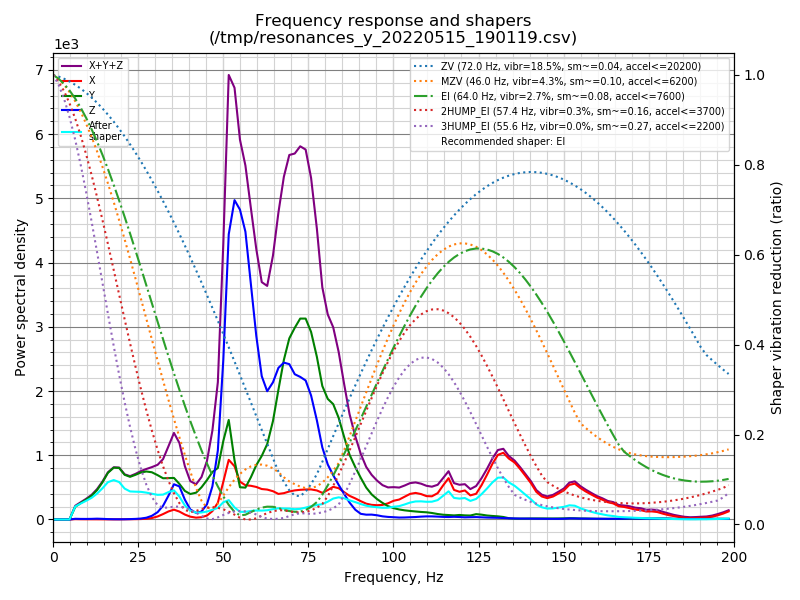 Frequency response and shapers
(/tmp/resonances_y_20220515_190119.csv)
1e3
X+Y+Z
X
Y
Z
After
shaper
ZV (72.0 Hz, vibr=18.5%, sm~=0.04, accel<=20200)
MZV (46.0 Hz, vibr=4.3%, sm~=0.10, accel<=6200)
EI (64.0 Hz, vibr=2.7%, sm~=0.08, accel<=7600)
2HUMP_EI (57.4 Hz, vibr=0.3%, sm~=0.16, accel<=3700)
3HUMP_EI (55.6 Hz, vibr=0.0%, sm~=0.27, accel<=2200)
Recommended shaper: EI
7
6
5
4
3
2
1
0
Power spectral density
1.0
0.8
0.6
0.4
0.2
0.0
Shaper vibration reduction (ratio)
0 25 50 75 100 125 150 175 200
Frequency, Hz